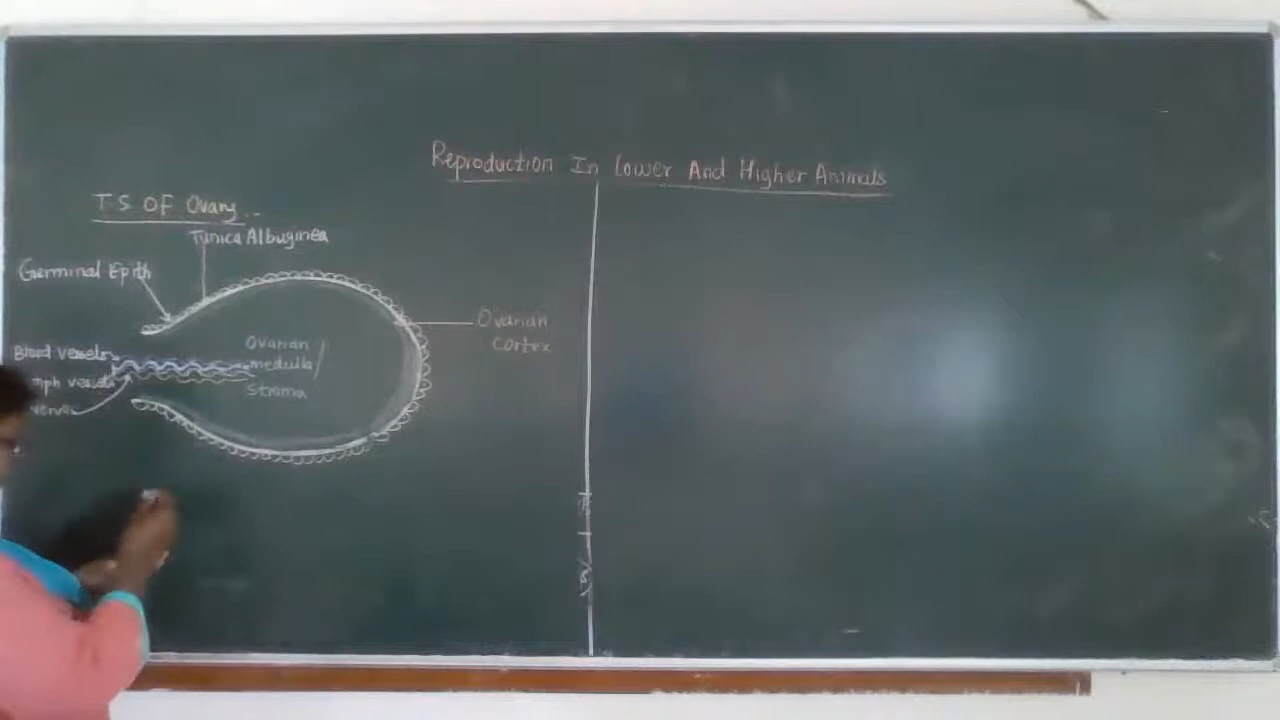 Reproduction In Lower And Higher Animals
T.S OF Ovary..
Tunica Albuginea
Germinal Epith
Ovarian
cortex
Blood vessels
Ovarian
medulla/
stroma